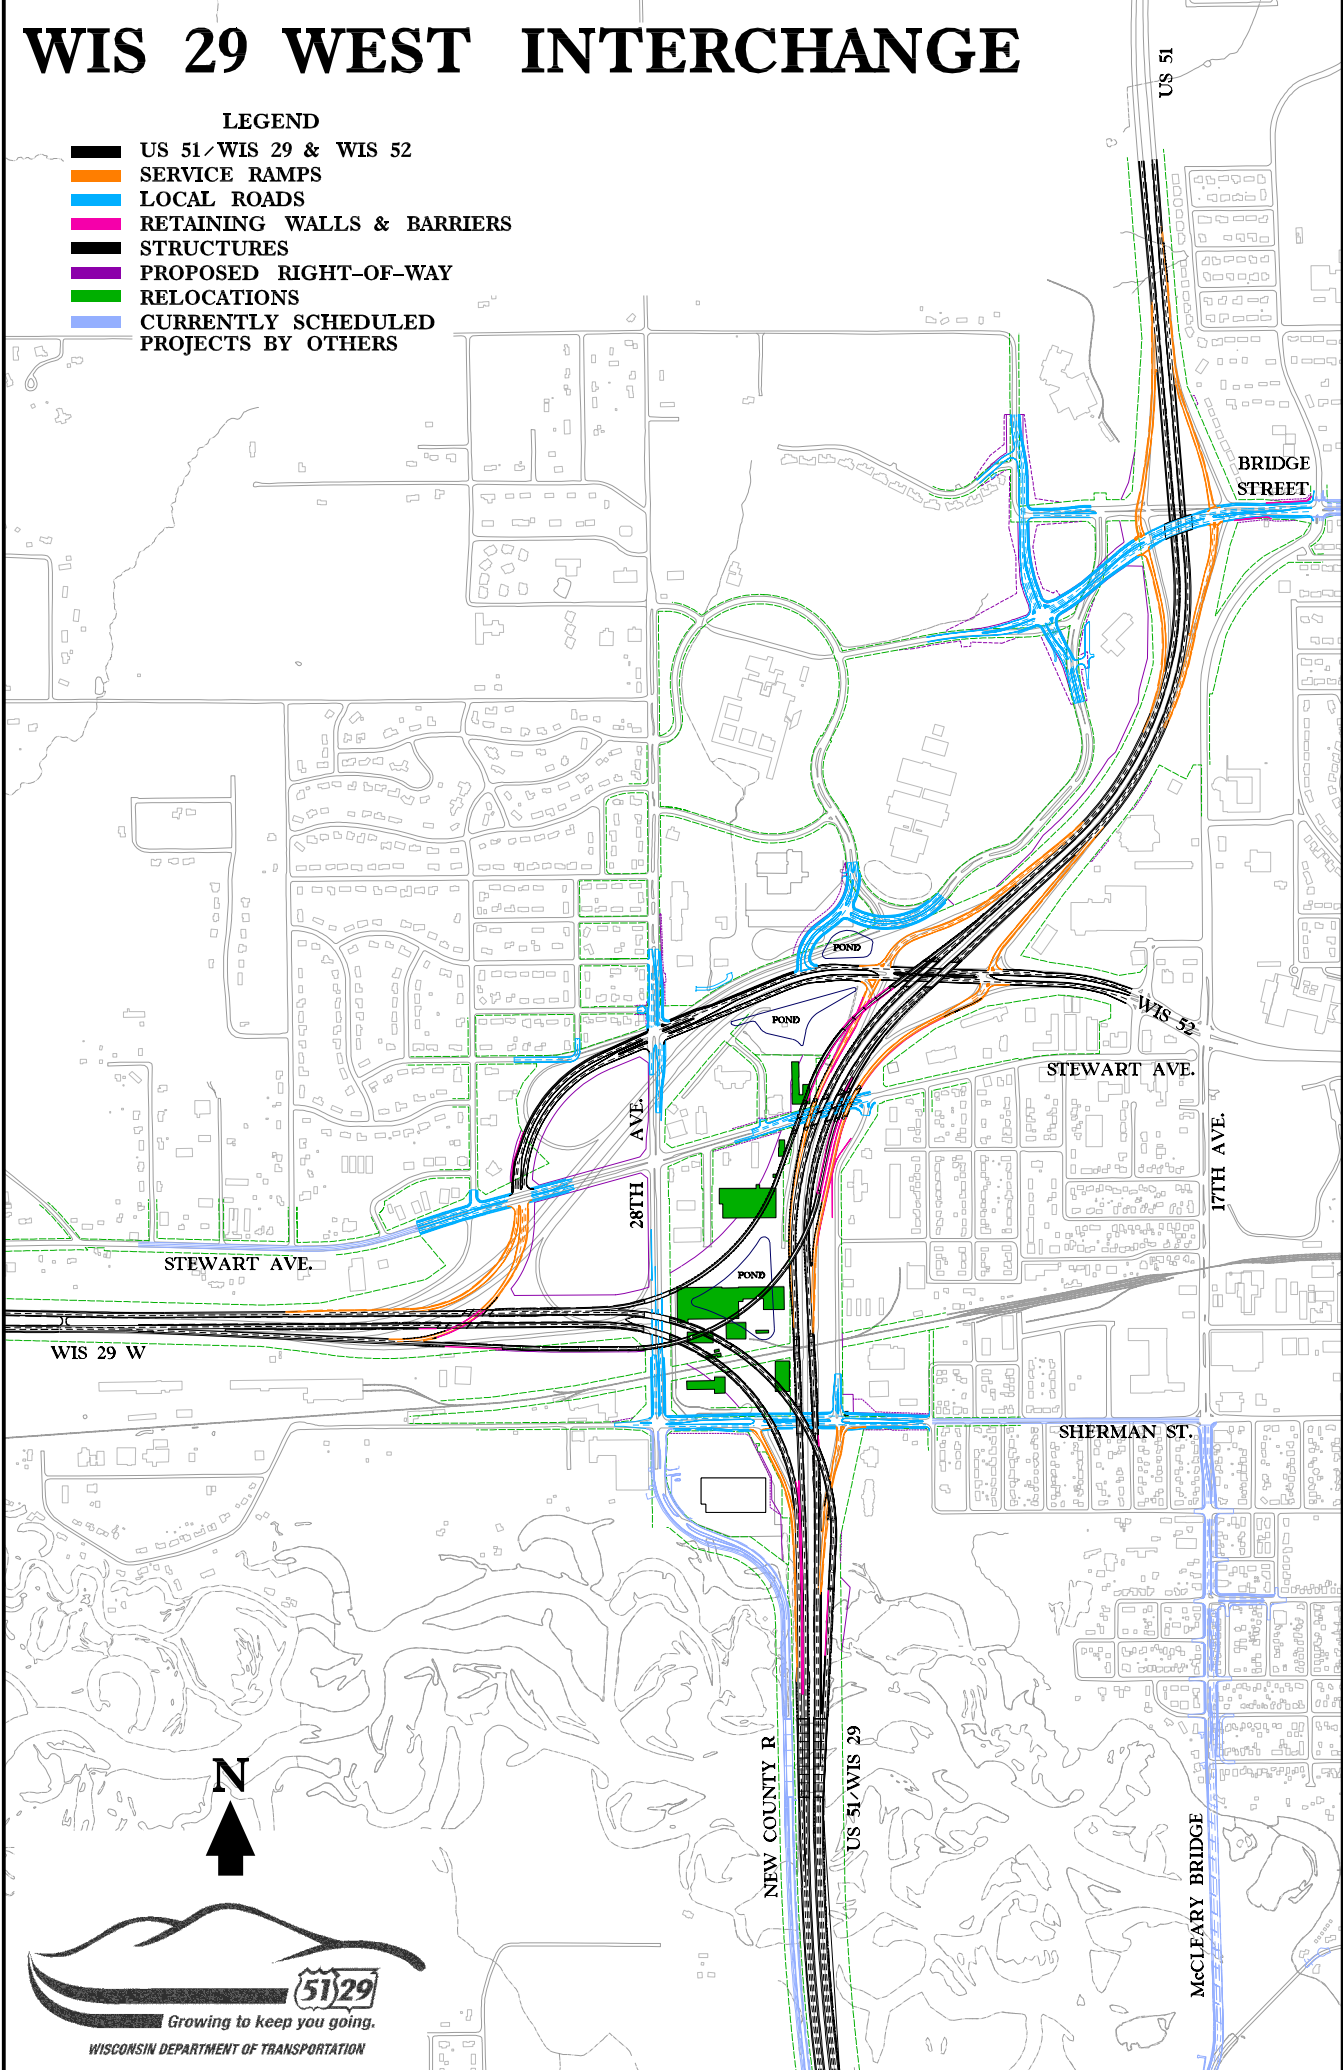 WIS 29 WEST INTERCHANGE
US 51
LEGEND
US 51/WIS 29 & WIS 52
SERVICE RAMPS
LOCAL ROADS
RETAINING WALLS & BARRIERS
STRUCTURES
PROPOSED RIGHT-OF-WAY
RELOCATIONS
CURRENTLY SCHEDULED
PROJECTS BY OTHERS
BRIDGE
STREET
POND
POND
WIS 52
STEWART AVE.
28TH AVE.
17TH AVE.
STEWART AVE.
POND
WIS 29 W
SHERMAN ST.
NEW COUNTY R
US 51/WIS 29
McCLEARY BRIDGE
N
51 29
Growing to keep you going.
WISCONSIN DEPARTMENT OF TRANSPORTATION